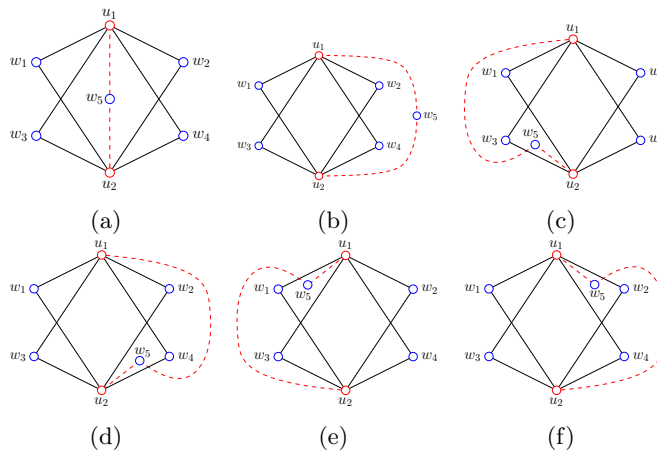 u₁
w₁ w₂
w₅
w₃ w₄
u₂
(a)
u₁
w₁ w₂
w₅
w₃ w₄
u₂
(b)
u₁
w₁ w
w₅
w₃ w
u₂
(c)
u₁
w₁ w₂
w₅
w₃ w₄
u₂
(d)
u₁
w₁ w₂
w₅
w₃ w₄
u₂
(e)
u₁
w₁ w₂
w₅
w₃ w₄
u₂
(f)